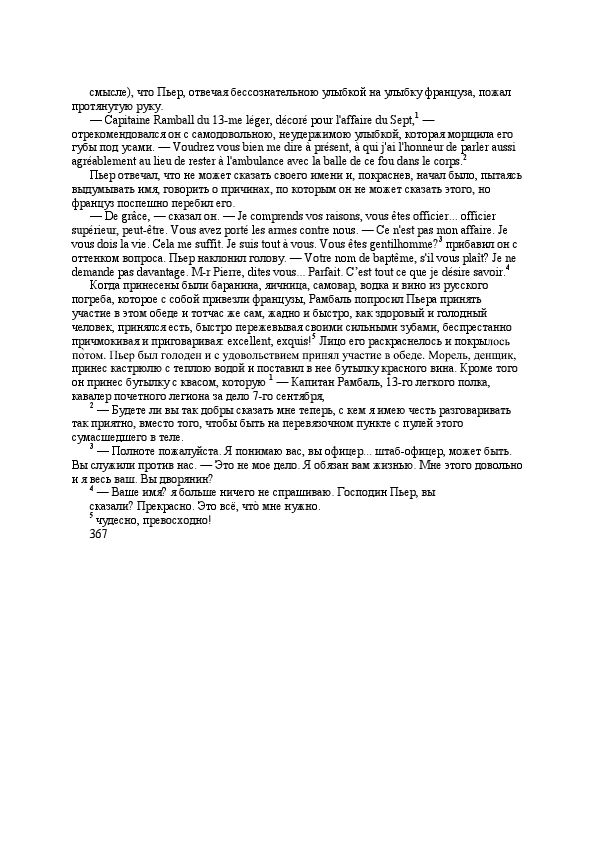 смысле), что Пьер, отвечая бессознательною улыбкой на улыбку француза, пожал
протянутую руку.
— Capitaine Ramball du 13-me léger, décoré pour l'affaire du Sept,1 —
отрекомендовался он с самодовольною, неудержимою улыбкой, которая морщила его
губы под усами. — Voudrez vous bien me dire à présent, à qui j'ai l'honneur de parler aussi
agréablement au lieu de rester à l'ambulance avec la balle de ce fou dans le corps.2
Пьер отвечал, что не может сказать своего имени и, покраснев, начал было, пытаясь
выдумывать имя, говорить о причинах, по которым он не может сказать этого, но
француз поспешно перебил его.
— De grâce, — сказал он. — Je comprends vos raisons, vous êtes officier... officier
supérieur, peut-être. Vous avez porté les armes contre nous. — Ce n'est pas mon affaire. Je
vous dois la vie. Cela me suffit. Je suis tout à vous. Vous êtes gentilhomme?3 прибавил он с
оттенком вопроса. Пьер наклонил голову. — Votre nom de baptême, s'il vous plaît? Je ne
demande pas davantage. M-r Pierre, dites vous... Parfait. C’est tout ce que je désire savoir.4
Когда принесены были баранина, яичница, самовар, водка и вино из русского
погреба, которое с собой привезли французы, Рамбаль попросил Пьера принять
участие в этом обеде и тотчас же сам, жадно и быстро, как здоровый и голодный
человек, принялся есть, быстро пережевывая своими сильными зубами, беспрестанно
причмокивая и приговаривая: excellent, exquis!5 Лицо его раскраснелось и покрылось
потом. Пьер был голоден и с удовольствием принял участие в обеде. Морель, денщик,
принес кастрюлю с теплою водой и поставил в нее бутылку красного вина. Кроме того
он принес бутылку с квасом, которую 1 — Капитан Рамбаль, 13-го легкого полка,
кавалер почетного легиона за дело 7-го сентября,
2 — Будете ли вы так добры сказать мне теперь, с кем я имею честь разговаривать
так приятно, вместо того, чтобы быть на перевязочном пункте с пулей этого
сумасшедшего в теле.
3 — Полноте пожалуйста. Я понимаю вас, вы офицер... штаб-офицер, может быть.
Вы служили против нас. — Это не мое дело. Я обязан вам жизнью. Мне этого довольно
и я весь ваш. Вы дворянин?
4 — Ваше имя? я больше ничего не спрашиваю. Господин Пьер, вы
сказали? Прекрасно. Это всё, что̀ мне нужно.
5 чудесно, превосходно!
367